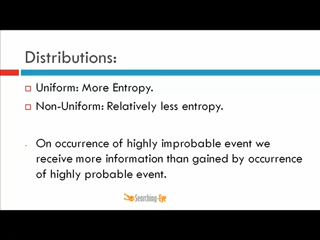 Distributions:
Uniform: More Entropy.
Non-Uniform: Relatively less entropy.
- On occurrence of highly improbable event we
receive more information than gained by occurrence
of highly probable event.
Searching-Eye